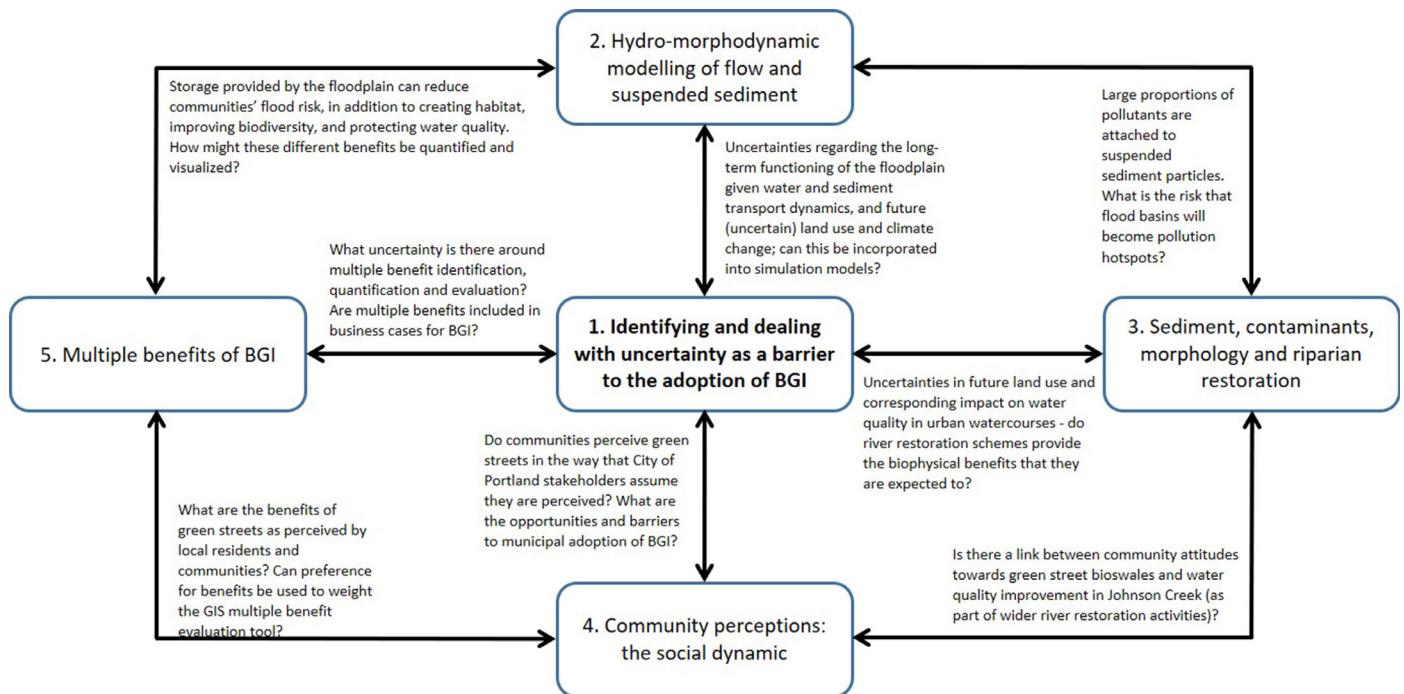 2. Hydro-morphodynamic
modelling of flow and
suspended sediment
Storage provided by the floodplain can reduce
communities’ flood risk, in addition to creating habitat,
improving biodiversity, and protecting water quality.
How might these different benefits be quantified and
visualized?
Large proportions of
pollutants are
attached to
suspended
sediment particles.
What is the risk that
flood basins will
become pollution
hotspots?
Uncertainties regarding the long-
term functioning of the floodplain
given water and sediment
transport dynamics, and future
(uncertain) land use and climate
change; can this be incorporated
into simulation models?
What uncertainty is there around
multiple benefit identification,
quantification and evaluation?
Are multiple benefits included in
business cases for BGI?
5. Multiple benefits of BGI
1. Identifying and dealing
with uncertainty as a barrier
to the adoption of BGI
3. Sediment, contaminants,
morphology and riparian
restoration
Uncertainties in future land use and
corresponding impact on water
quality in urban watercourses - do
river restoration schemes provide
the biophysical benefits that they
are expected to?
Do communities perceive green
streets in the way that City of
Portland stakeholders assume
they are perceived? What are
the opportunities and barriers
to municipal adoption of BGI?
What are the benefits of
green streets as perceived by
local residents and
communities? Can preference
for benefits be used to weight
the GIS multiple benefit
evaluation tool?
Is there a link between community attitudes
towards green street bioswales and water
quality improvement in Johnson Creek (as
part of wider river restoration activities)?
4. Community perceptions:
the social dynamic